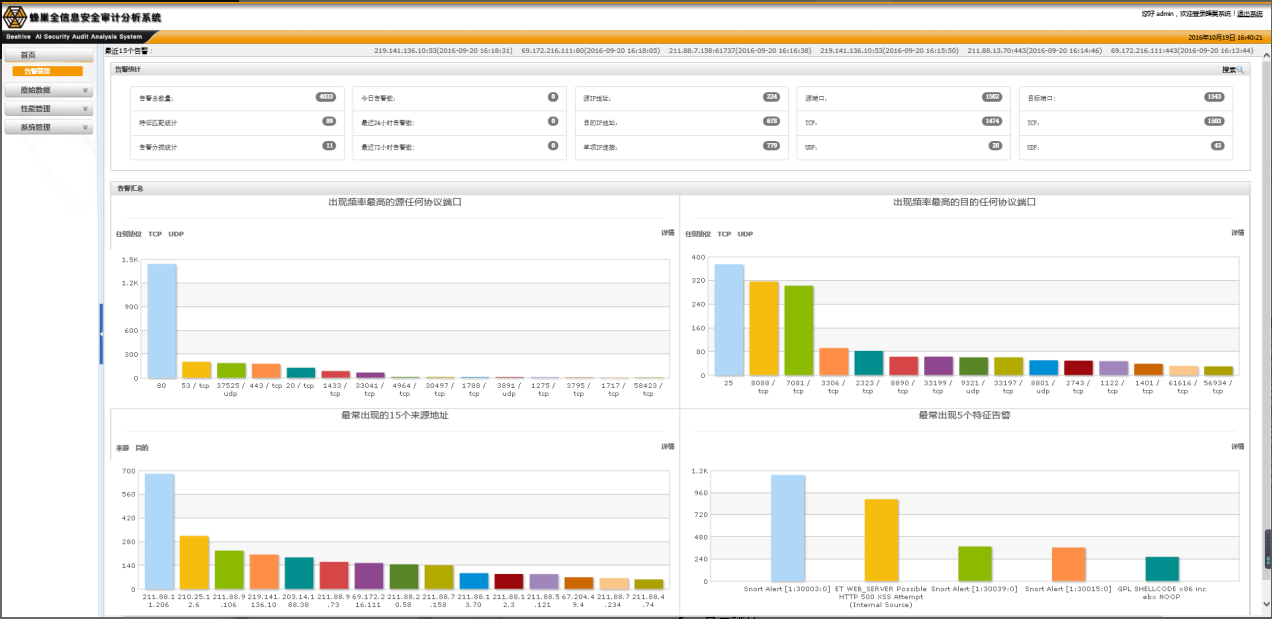 蜂巢全信息安全审计分析系统
您好 admin，欢迎登录蜂巢系统！退出系统
Beehive AI Security Audit Analysis System
2016年10月19日 16:40:21
首页
告警管理
原始数据
性能管理
系统管理
最近15个告警：
219.141.136.10:53(2016-09-20 16:18:31) 69.172.216.111:80(2016-09-20 16:18:05) 211.88.7.158:61737(2016-09-20 16:16:38) 219.141.136.10:53(2016-09-20 16:15:50) 211.88.13.70:443(2016-09-20 16:14:46) 69.172.216.111:443(2016-09-20 16:13:44)
告警统计 搜索
告警总数量: 4033 今日告警数: 0 源IP地址: 224 源端口: 1502 目标端口: 1543
特征匹配统计 89 最近24小时告警数: 0 目的IP地址: 678 TCP: 1474 TCP: 1503
告警分类统计 11 最近72小时告警数: 0 单项IP连接: 779 UDP: 28 UDP: 43
告警汇总
出现频率最高的源任何协议端口
任何协议 TCP UDP 详情
1.5K
1.2K
900
600
300
0
80 53 / tcp 37525 / udp 443 / tcp 20 / tcp 1433 / tcp 33041 / tcp 4964 / tcp 30497 / tcp 1788 / tcp 3891 / udp 1275 / tcp 3795 / tcp 1717 / tcp 58423 / tcp
出现频率最高的目的任何协议端口
任何协议 TCP UDP 详情
400
320
240
160
80
0
25 8088 / tcp 7081 / tcp 3306 / tcp 2323 / tcp 8890 / tcp 33199 / tcp 9321 / udp 33197 / tcp 8801 / udp 2743 / tcp 1122 / tcp 1401 / tcp 61616 / tcp 56934 / tcp
最常出现的15个来源地址
来源 目的 详情
700
560
420
280
140
0
211.88.11.206 210.25.12.6 211.88.9.106 219.141.136.10 203.14.188.38 211.88.9.73 69.172.216.111 211.88.20.58 211.88.7.158 211.88.13.70 211.88.12.3 211.88.5.121 67.204.49.4 211.88.7.234 211.88.4.74
最常出现5个特征告警
详情
1.2K
960
720
480
240
0
Snort Alert [1:30003:0] ET WEB_SERVER Possible HTTP 500 XSS Attempt (Internal Source) Snort Alert [1:30039:0] Snort Alert [1:30015:0] GPL SHELLCODE x86 inc ebx NOOP